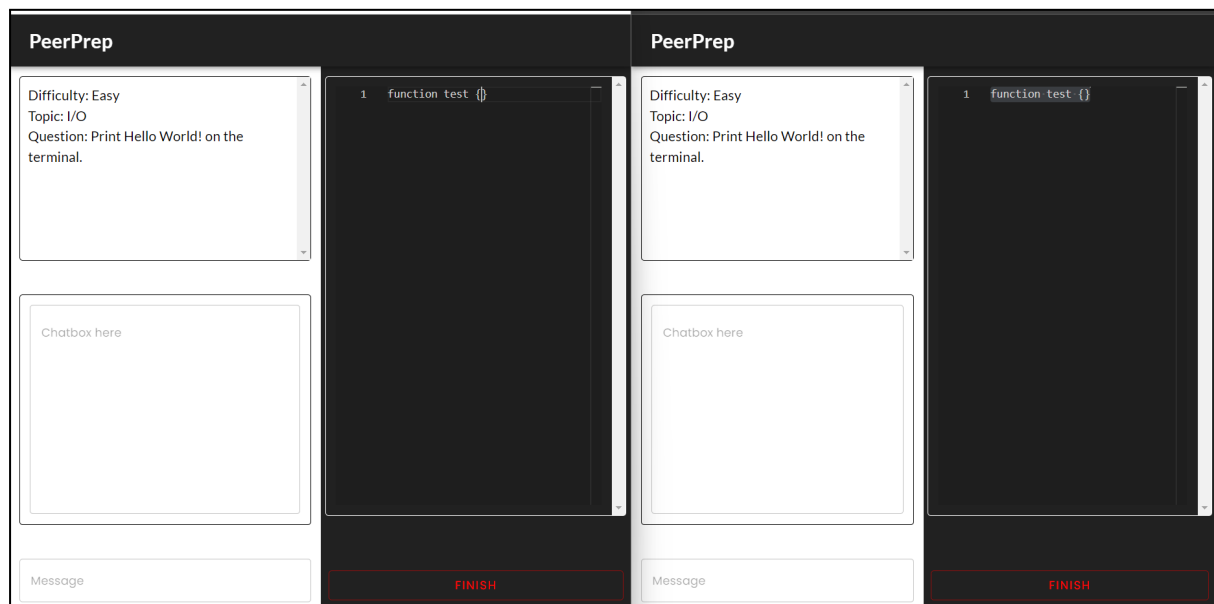 PeerPrep
Difficulty: Easy
Topic: I/O
Question: Print Hello World! on the
terminal.
1 function test {}
Chatbox here
Message
FINISH
PeerPrep
Difficulty: Easy
Topic: I/O
Question: Print Hello World! on the
terminal.
1 function test {}
Chatbox here
Message
FINISH